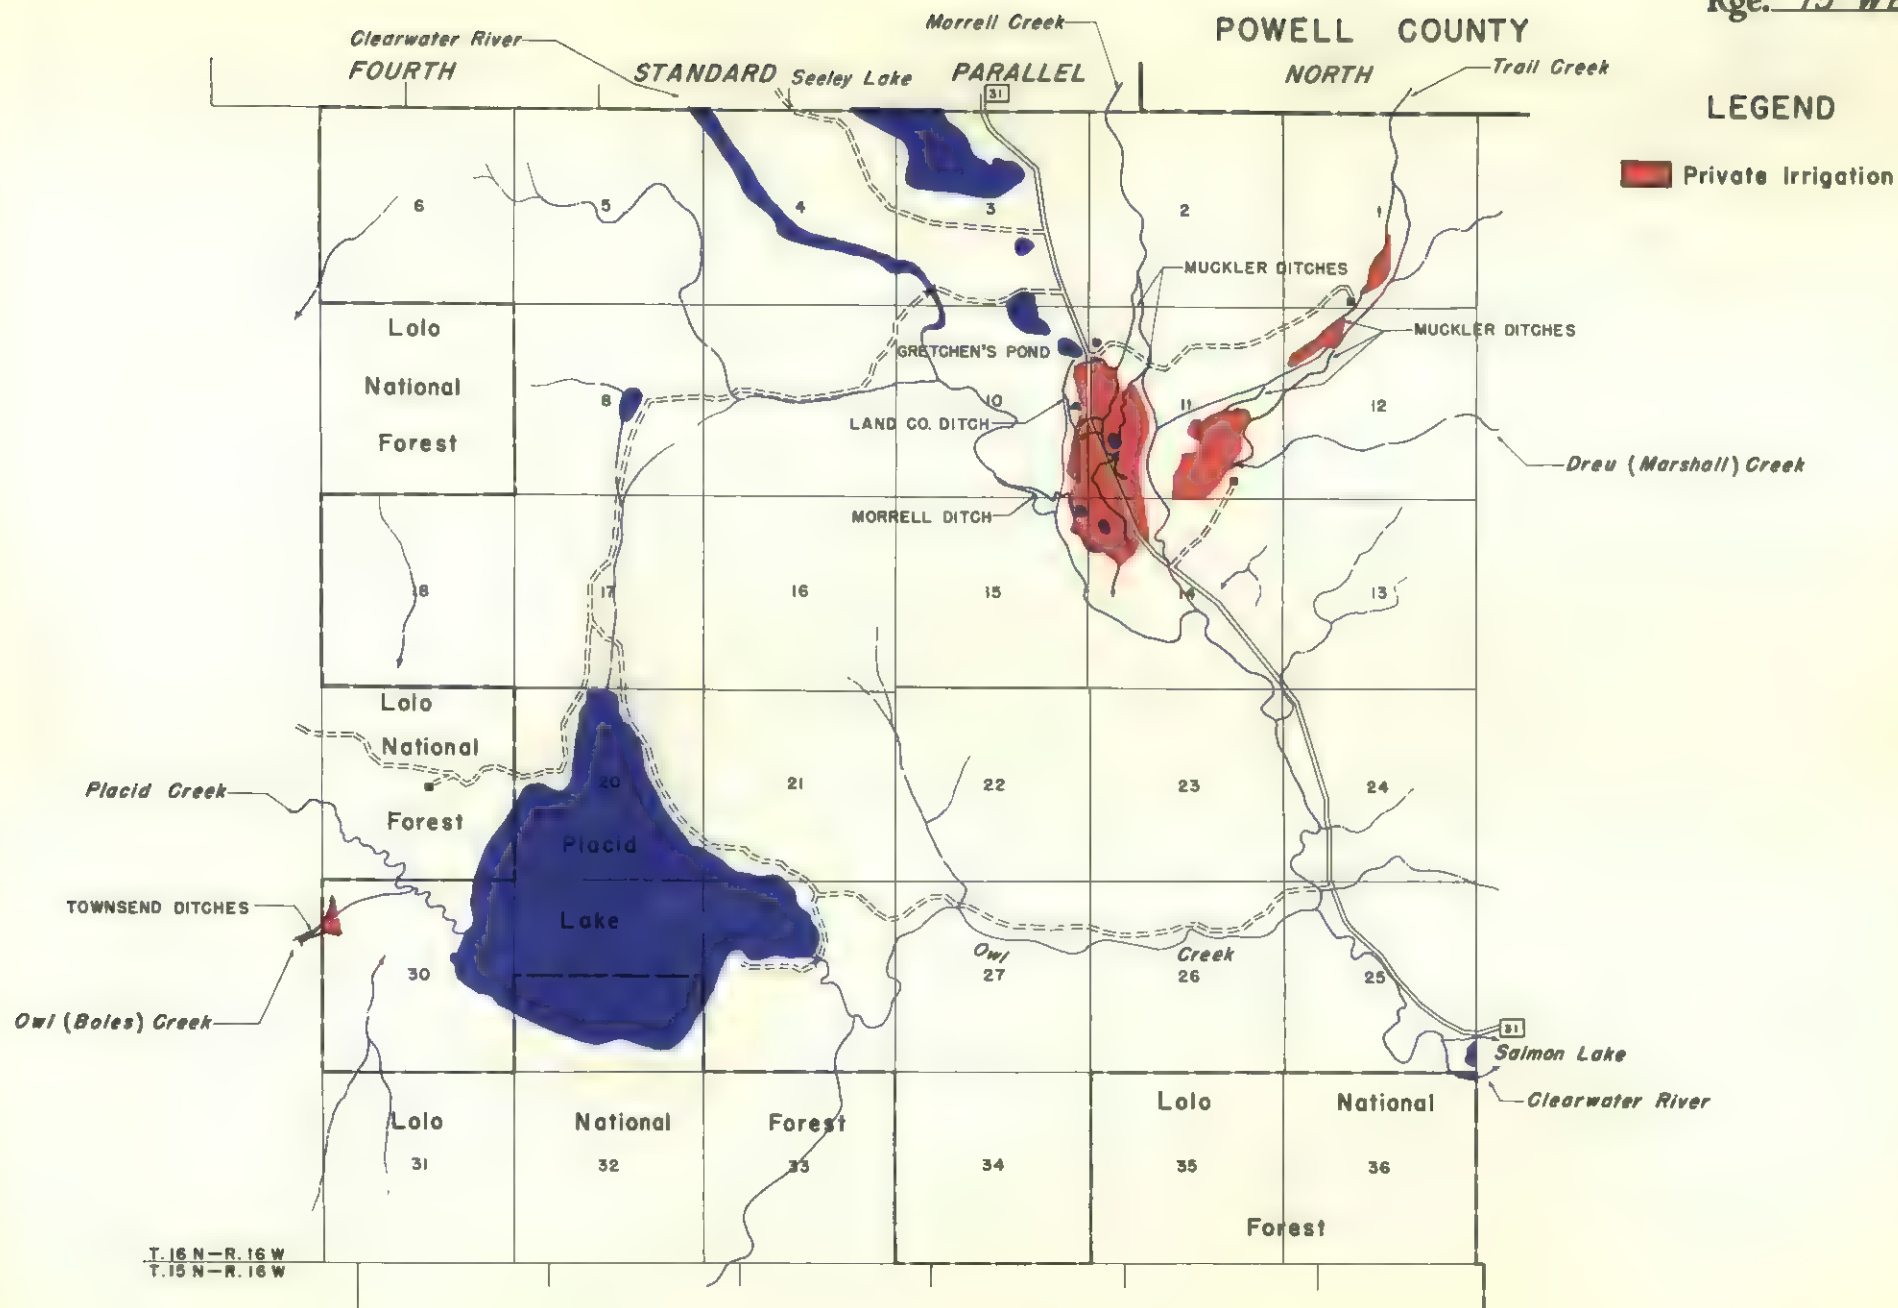 Rge. 15
Morrell Creek
POWELL COUNTY
Clearwater River
FOURTH STANDARD PARALLEL NORTH
Seeley Lake
Trail Creek
31
LEGEND
Private Irrigation
6 5 4 3 2 1
MUCKLER DITCHES
Lolo
National
Forest
MUCKLER DITCHES
GRETCHEN'S POND
8 10 11 12
LAND CO. DITCH
Dreu (Marshall) Creek
MORRELL DITCH
18 17 16 15 14 13
Lolo
National
Forest
Placid Creek
20 21 22 23 24
Placid
Lake
TOWNSEND DITCHES
Owl Creek
30 27 26 25
Owl (Boles) Creek
31
Salmon Lake
Clearwater River
Lolo National Forest
Lolo National
31 32 33 34 35 36
Forest
T. 16 N–R. 16 W
T. 15 N–R. 16 W